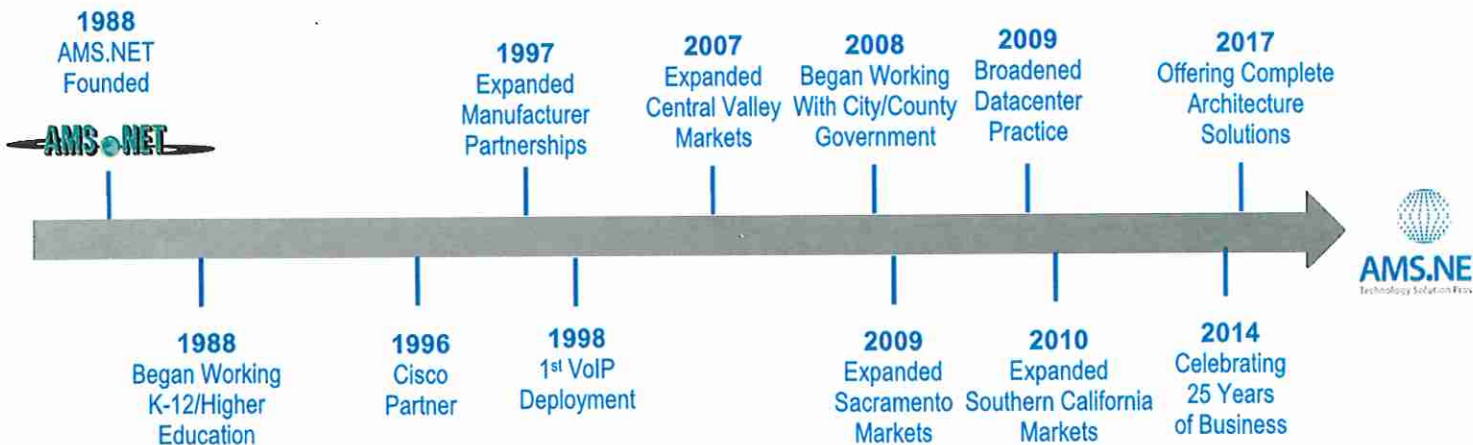 1988
AMS.NET
Founded
AMS.NET
1997
Expanded
Manufacturer
Partnerships
2007
Expanded
Central Valley
Markets
2008
Began Working
With City/County
Government
2009
Broadened
Datacenter
Practice
2017
Offering Complete
Architecture
Solutions
AMS.NE
Technology Solution
1988
Began Working
K-12/Higher
Education
1996
Cisco
Partner
1998
1st VoIP
Deployment
2009
Expanded
Sacramento
Markets
2010
Expanded
Southern California
Markets
2014
Celebrating
25 Years
of Business